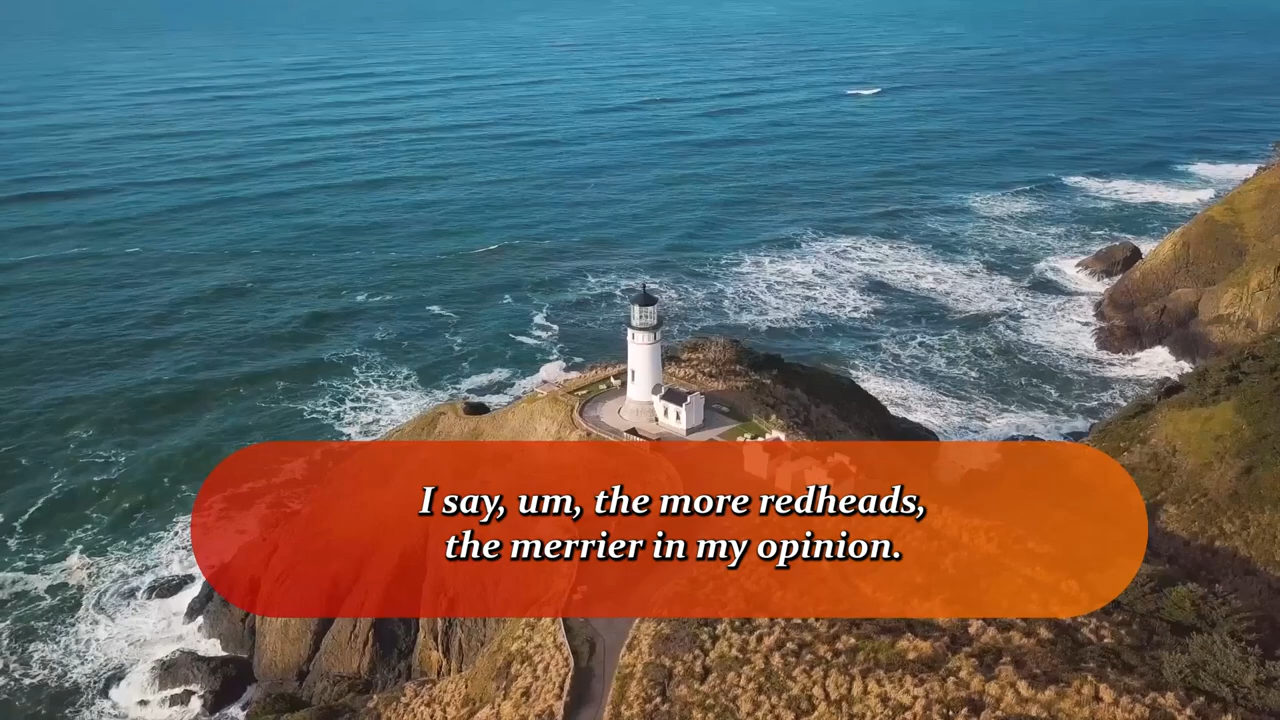 I say, um, the more redheads,
the merrier in my opinion.